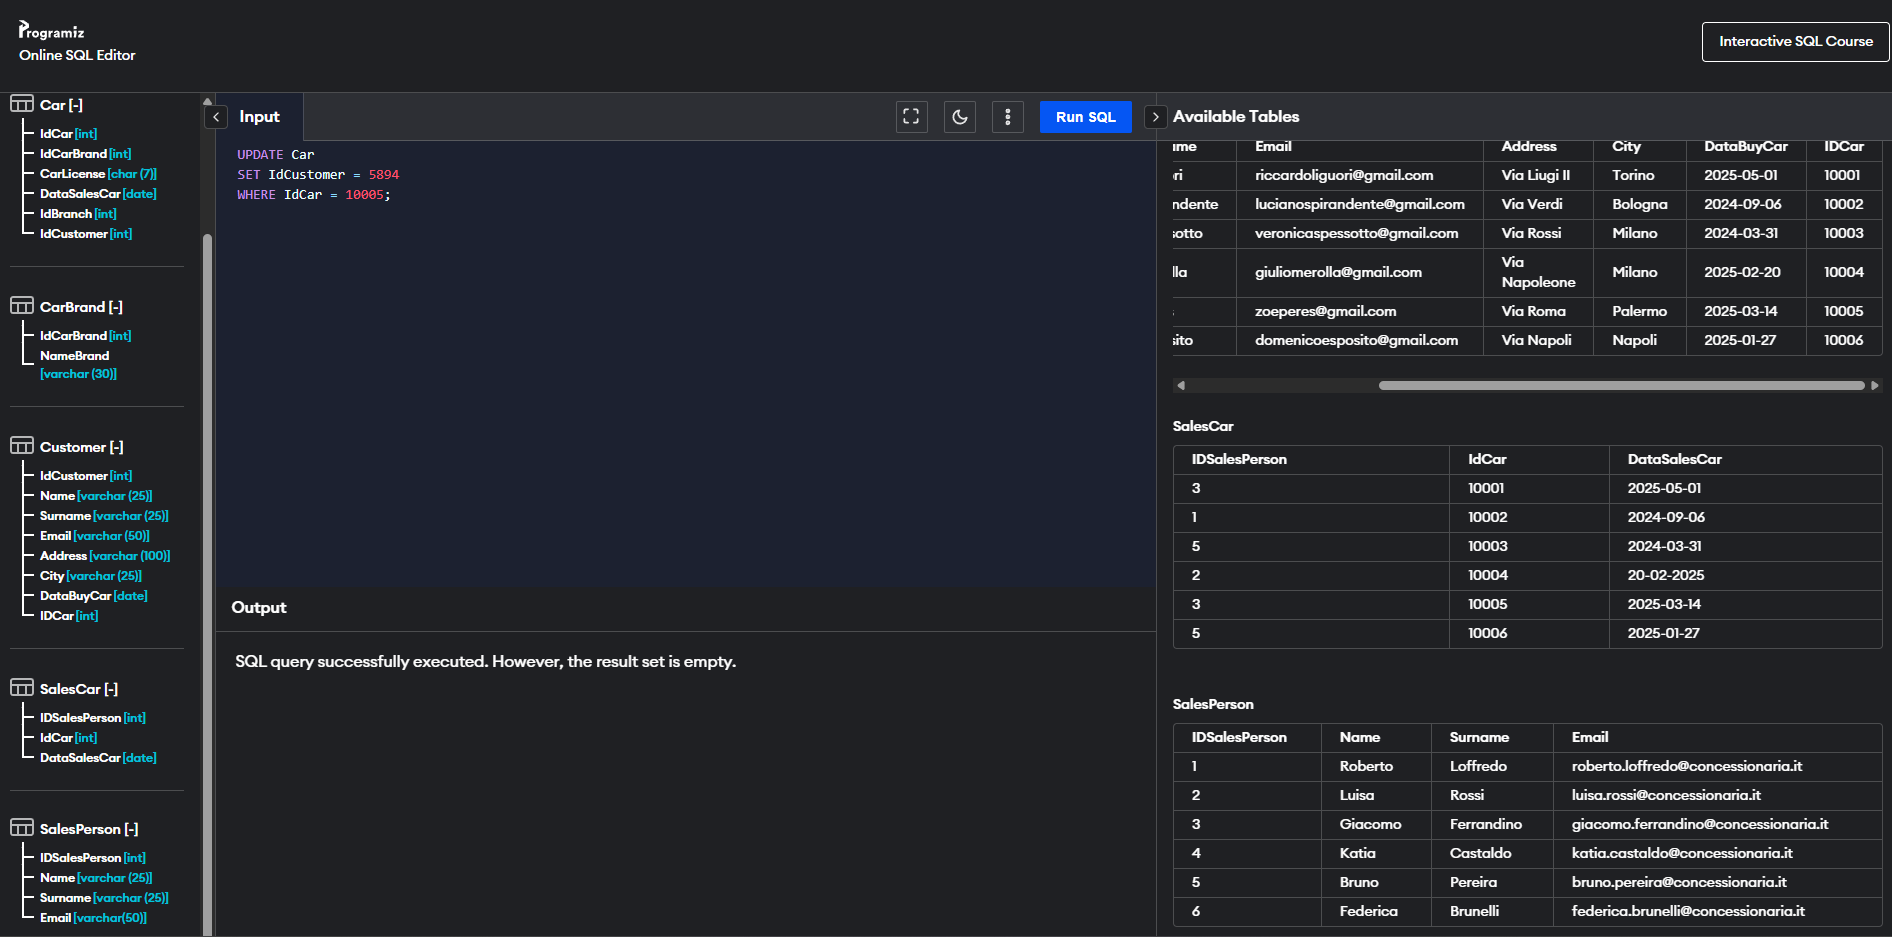 Programiz
Online SQL Editor
Interactive SQL Course
Car [-]
IdCar [int]
IdCarBrand [int]
CarLicense [char (7)]
DataSalesCar [date]
IdBranch [int]
IdCustomer [int]
CarBrand [-]
IdCarBrand [int]
NameBrand
[varchar (30)]
Customer [-]
IdCustomer [int]
Name [varchar (25)]
Surname [varchar (25)]
Email [varchar (50)]
Address [varchar (100)]
City [varchar (25)]
DataBuyCar [date]
IDCar [int]
SalesCar [-]
IDSalesPerson [int]
IdCar [int]
DataSalesCar [date]
SalesPerson [-]
IDSalesPerson [int]
Name [varchar (25)]
Surname [varchar (25)]
Email [varchar(50)]
Input
Run SQL
UPDATE Car
SET IdCustomer = 5894
WHERE IdCar = 10005;
Output
SQL query successfully executed. However, the result set is empty.
Available Tables
ame Email Address City DataBuyCar IDCar
ri riccardoliguori@gmail.com Via Liugi II Torino 2025-05-01 10001
ndente lucianospirandente@gmail.com Via Verdi Bologna 2024-09-06 10002
sotto veronicaspessotto@gmail.com Via Rossi Milano 2024-03-31 10003
lla giuliomerolla@gmail.com Via Napoleone Milano 2025-02-20 10004
zoeperes@gmail.com Via Roma Palermo 2025-03-14 10005
sito domenicoesposito@gmail.com Via Napoli Napoli 2025-01-27 10006
SalesCar
IDSalesPerson IdCar DataSalesCar
3 10001 2025-05-01
1 10002 2024-09-06
5 10003 2024-03-31
2 10004 20-02-2025
3 10005 2025-03-14
5 10006 2025-01-27
SalesPerson
IDSalesPerson Name Surname Email
1 Roberto Loffredo roberto.loffredo@concessionaria.it
2 Luisa Rossi luisa.rossi@concessionaria.it
3 Giacomo Ferrandino giacomo.ferrandino@concessionaria.it
4 Katia Castaldo katia.castaldo@concessionaria.it
5 Bruno Pereira bruno.pereira@concessionaria.it
6 Federica Brunelli federica.brunelli@concessionaria.it